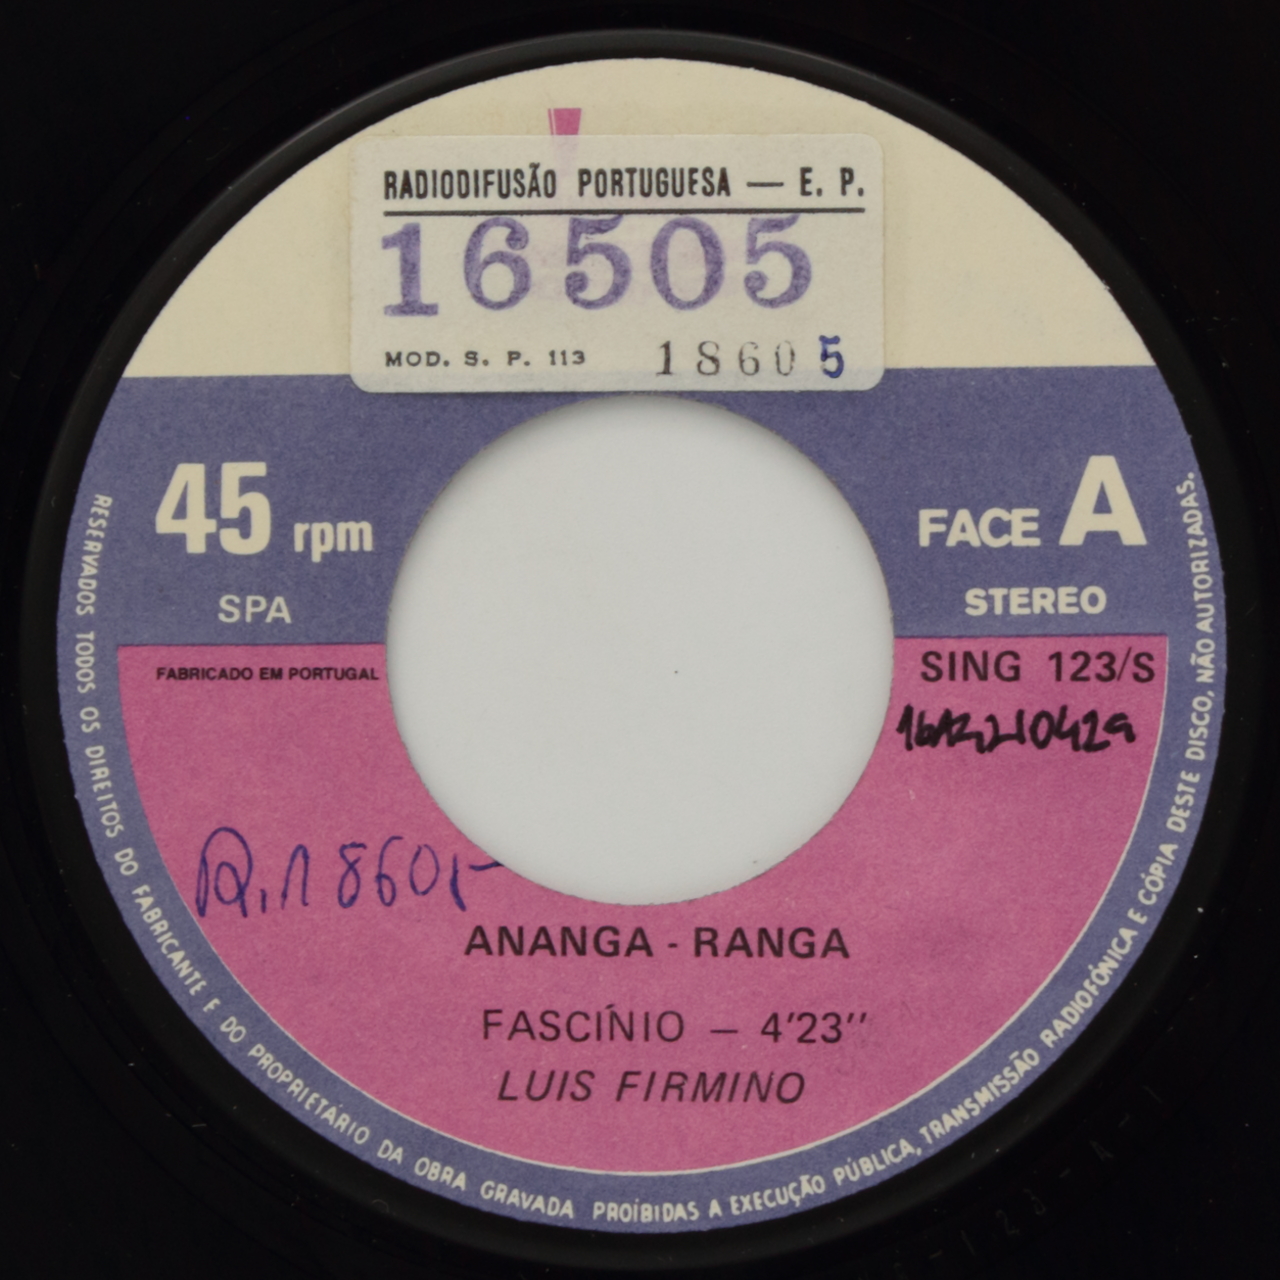 RADIODIFUSÃO PORTUGUESA — E. P.
16505
MOD. S. P. 113 18605
45 rpm
SPA
FACE A
STEREO
FABRICADO EM PORTUGAL
SING 123/S
R. 18605
ANANGA - RANGA
FASCÍNIO — 4'23''
LUIS FIRMINO
RESERVADOS TODOS OS DIREITOS DO FABRICANTE E DO PROPRIETÁRIO DA OBRA GRAVADA PROÍBIDAS A EXECUÇÃO PÚBLICA, TRANSMISSÃO RADIOFÓNICA E CÓPIA DESTE DISCO, NÃO AUTORIZADAS.